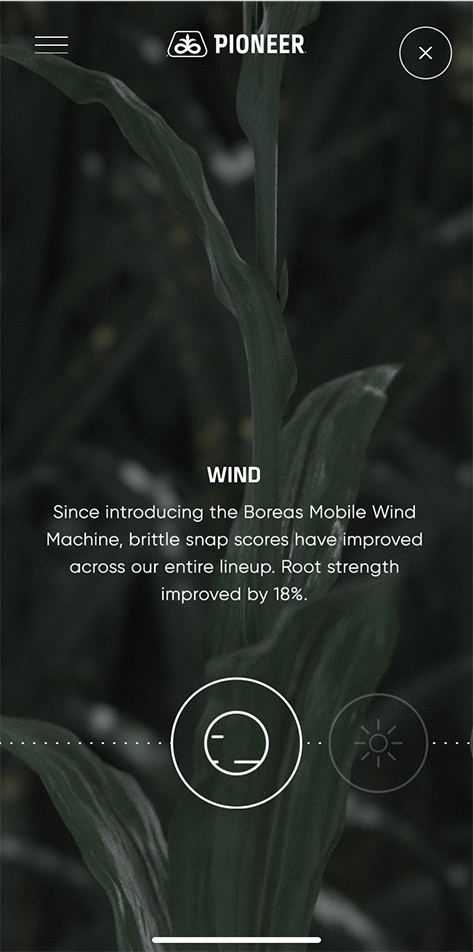 PIONEER
WIND
Since introducing the Boreas Mobile Wind
Machine, brittle snap scores have improved
across our entire lineup. Root strength
improved by 18%.